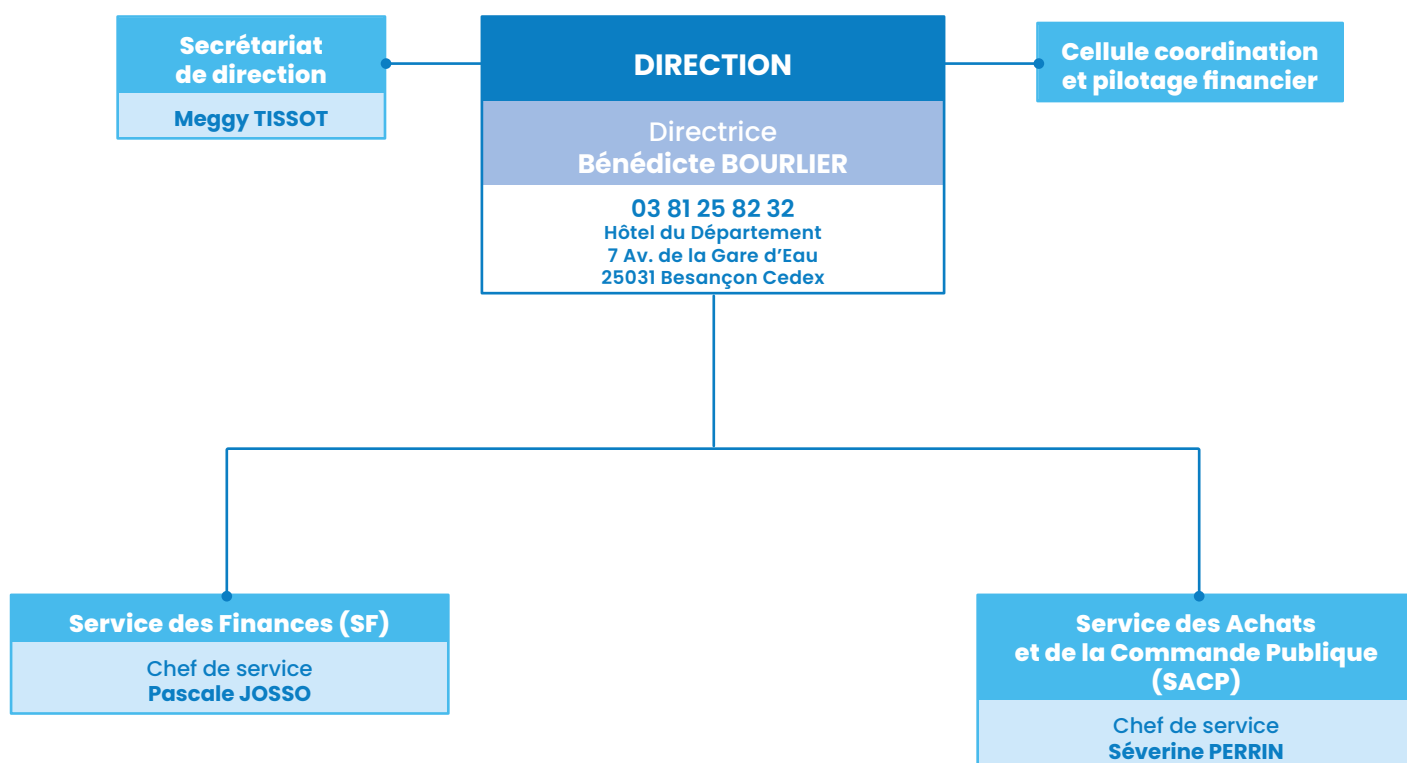 Secrétariat
de direction
Meggy TISSOT
DIRECTION
Directrice
Bénédicte BOURLIER
03 81 25 82 32
Hôtel du Département
7 Av. de la Gare d’Eau
25031 Besançon Cedex
Cellule coordination
et pilotage financier
Service des Finances (SF)
Chef de service
Pascale JOSSO
Service des Achats
et de la Commande Publique
(SACP)
Chef de service
Séverine PERRIN